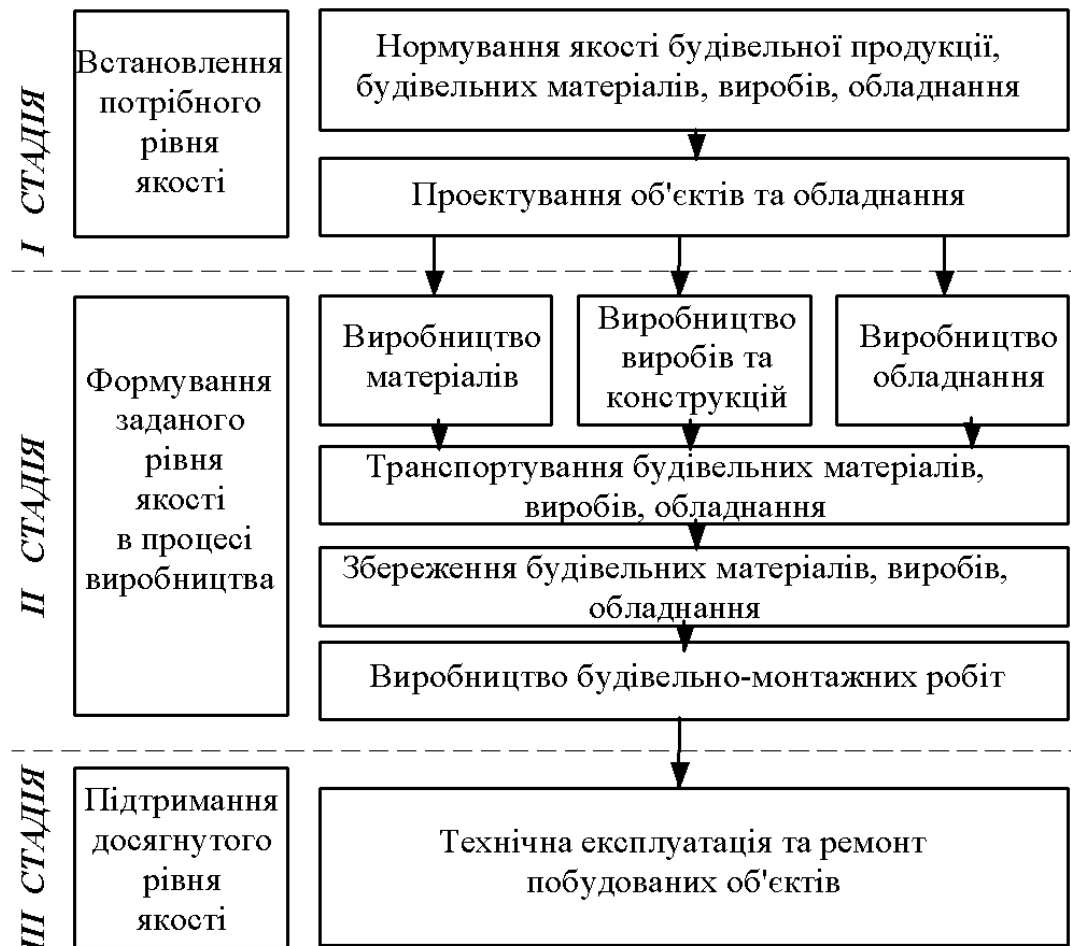 I СТАДІЯ
Встановлення
потрібного
рівня
якості
Нормування якості будівельної продукції,
будівельних матеріалів, виробів, обладнання
Проектування об'єктів та обладнання
II СТАДІЯ
Формування
заданого
рівня
якості
в процесі
виробництва
Виробництво
матеріалів
Виробництво
виробів та
конструкцій
Виробництво
обладнання
Транспортування будівельних матеріалів,
виробів, обладнання
Збереження будівельних матеріалів, виробів,
обладнання
Виробництво будівельно-монтажних робіт
III СТАДІЯ
Підтримання
досягнутого
рівня
якості
Технічна експлуатація та ремонт
побудованих об'єктів